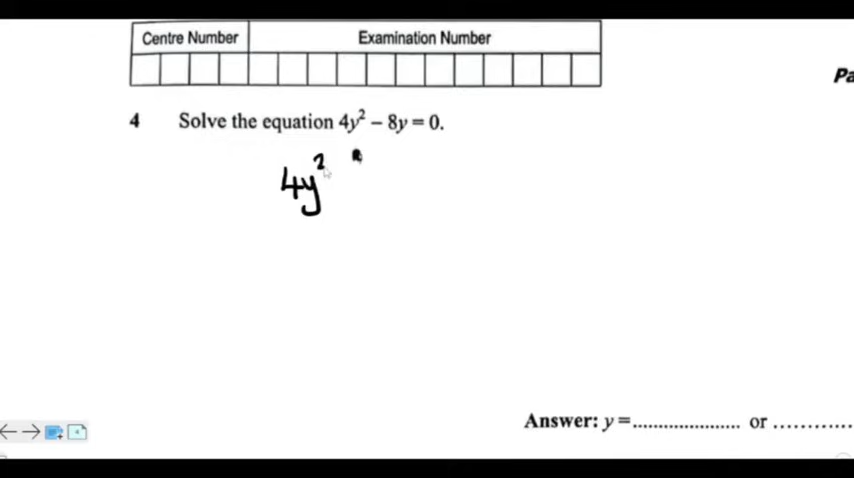 Centre Number Examination Number
Pa
4 Solve the equation 4y² – 8y = 0.
4y²
Answer: y = ..................... or ............